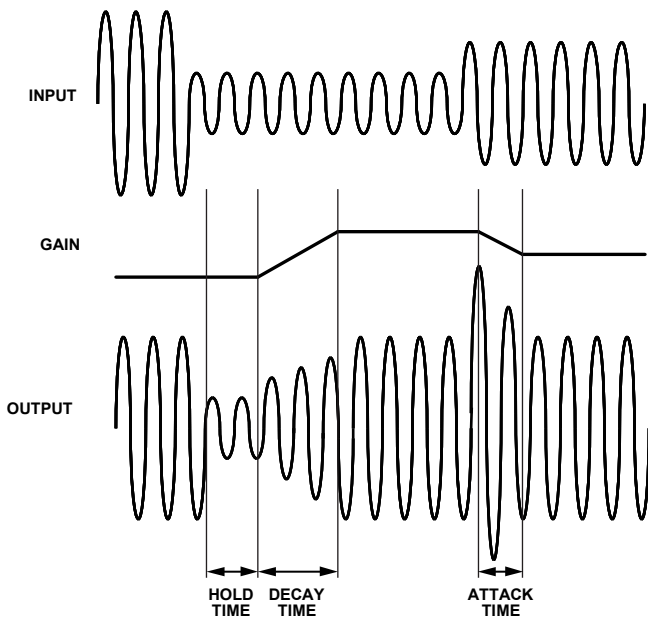 INPUT
GAIN
OUTPUT
HOLD
TIME
DECAY
TIME
ATTACK
TIME